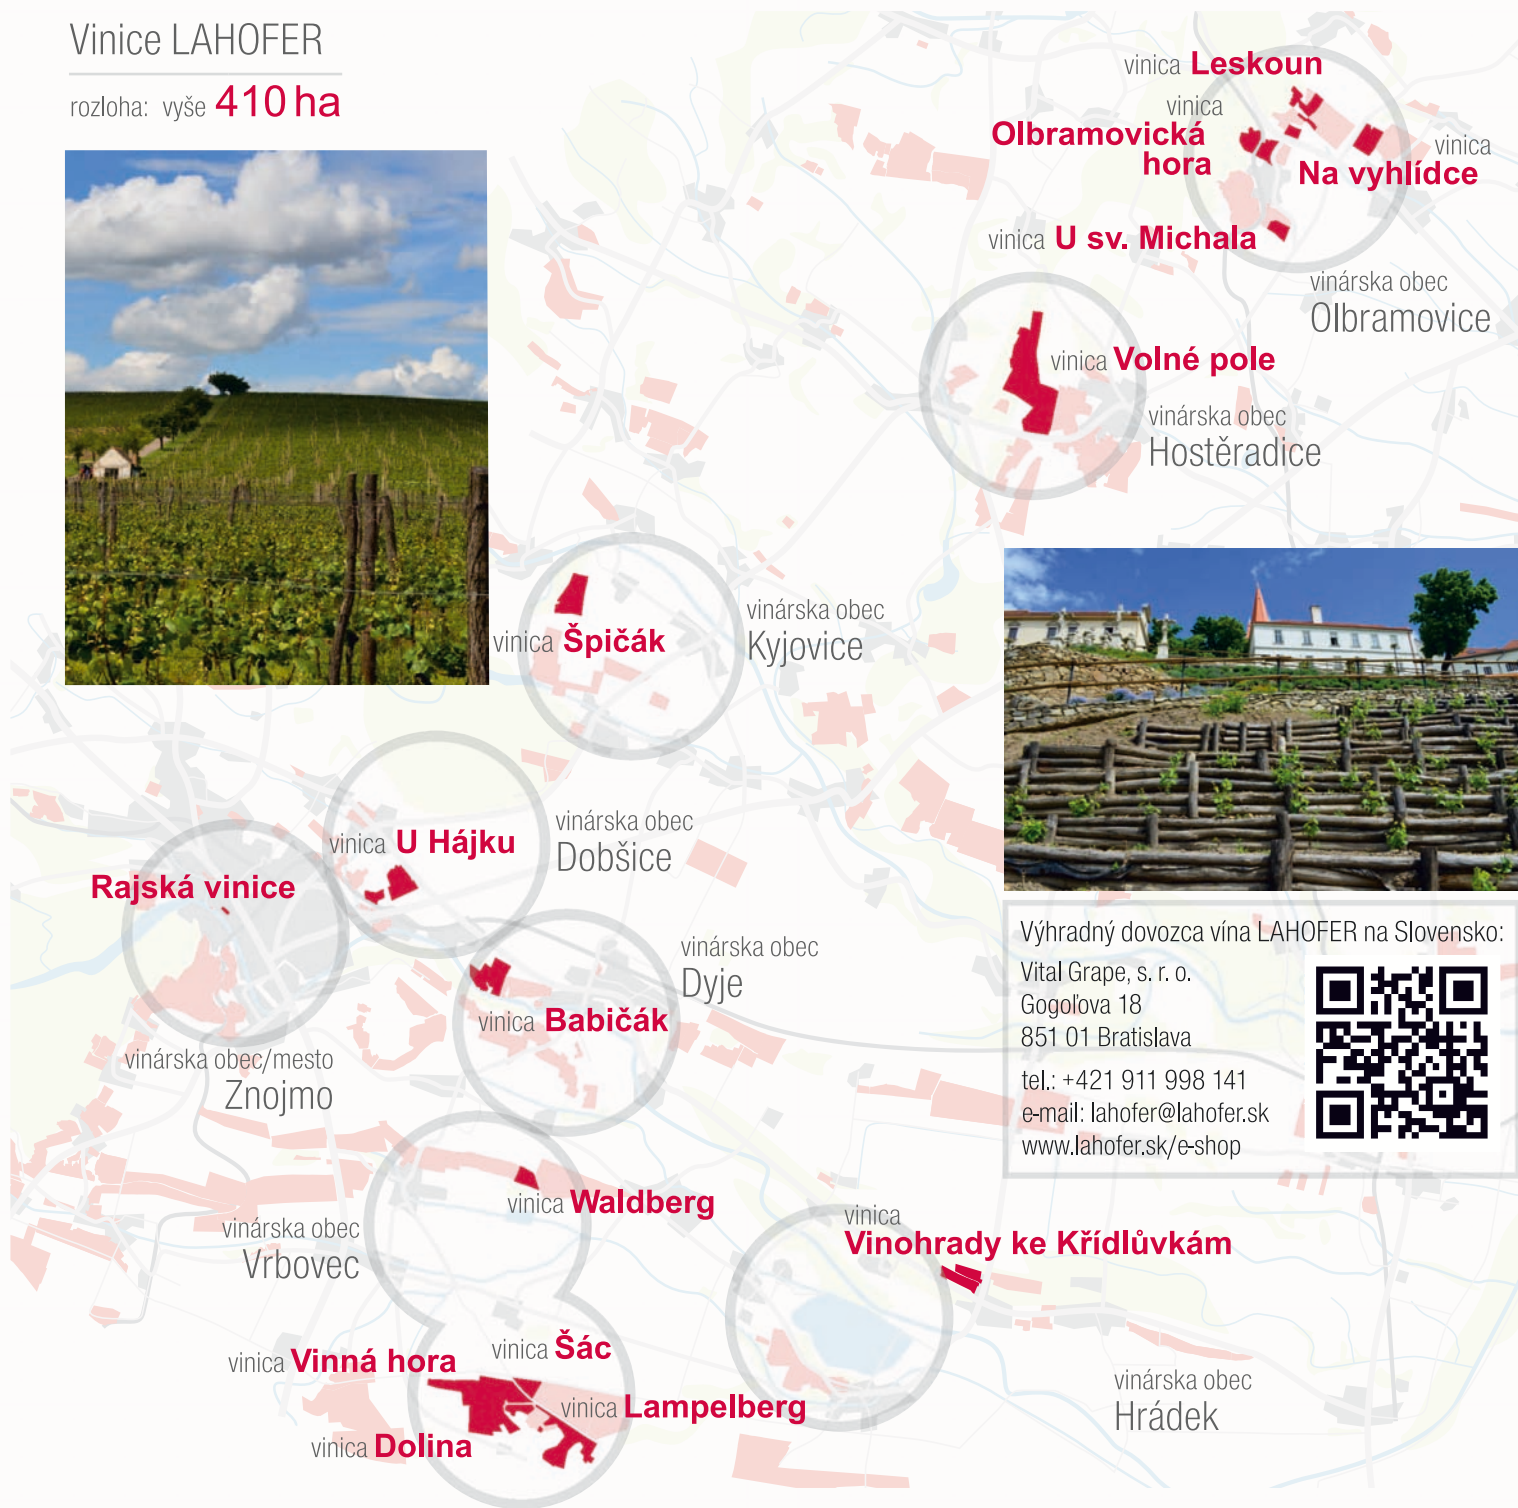 Vinice LAHOFER
rozloha: vyše 410 ha
vinica Leskoun
vinica
Olbramovická
hora
vinica
Na vyhlídce
vinica U sv. Michala
vinárska obec
Olbramovice
vinica Volné pole
vinárska obec
Hostěradice
vinica Špičák
vinárska obec
Kyjovice
vinica U Hájku
vinárska obec
Dobšice
Rajská vinice
vinárska obec/mesto
Znojmo
vinica Babičák
vinárska obec
Dyje
Výhradný dovozca vína LAHOFER na Slovensko:
Vital Grape, s. r. o.
Gogoľova 18
851 01 Bratislava
tel.: +421 911 998 141
e-mail: lahofer@lahofer.sk
www.lahofer.sk/e-shop
vinica Waldberg
vinárska obec
Vrbovec
vinica
Vinohrady ke Křídlůvkám
vinica Vinná hora
vinica Šác
vinica Lampelberg
vinica Dolina
vinárska obec
Hrádek